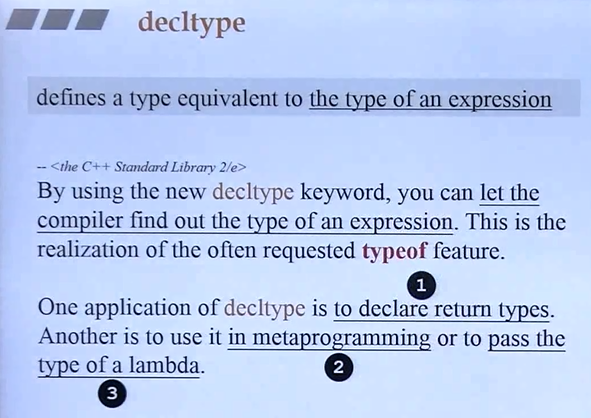 decltype
defines a type equivalent to the type of an expression
-- <the C++ Standard Library 2/e>
By using the new decltype keyword, you can let the
compiler find out the type of an expression. This is the
realization of the often requested typeof feature.
1
One application of decltype is to declare return types.
Another is to use it in metaprogramming or to pass the
2
type of a lambda.
3